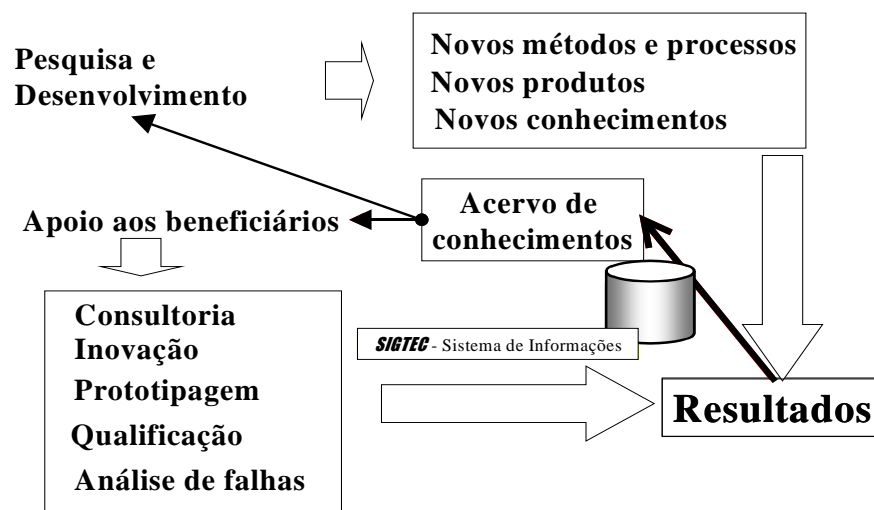 Pesquisa e
Desenvolvimento
Novos métodos e processos
Novos produtos
Novos conhecimentos
Apoio aos beneficiários
Acervo de
conhecimentos
Consultoria
Inovação
Prototipagem
Qualificação
Análise de falhas
SIGTEC - Sistema de Informações
Resultados